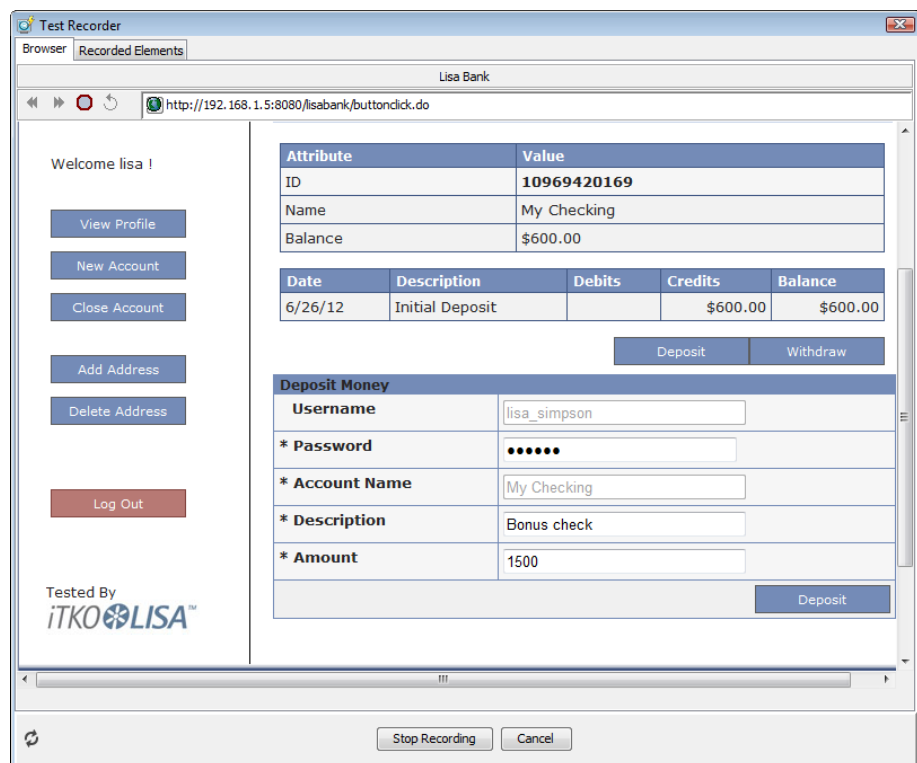 Test Recorder
Browser Recorded Elements
Lisa Bank
http://192.168.1.5:8080/lisabank/buttonclick.do
Welcome lisa !
View Profile
New Account
Close Account
Add Address
Delete Address
Log Out
Tested By
iTKO LISA™
Attribute Value
ID 10969420169
Name My Checking
Balance $600.00
Date Description Debits Credits Balance
6/26/12 Initial Deposit $600.00 $600.00
Deposit Withdraw
Deposit Money
Username lisa_simpson
* Password ••••••
* Account Name My Checking
* Description Bonus check
* Amount 1500
Deposit
Stop Recording Cancel